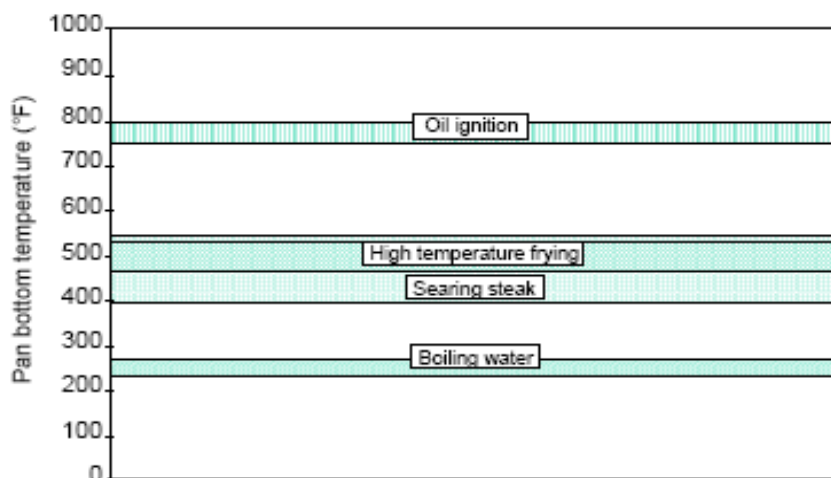 Pan bottom temperature (°F)
1000
900
800
700
600
500
400
300
200
100
0
Oil ignition
High temperature frying
Searing steak
Boiling water